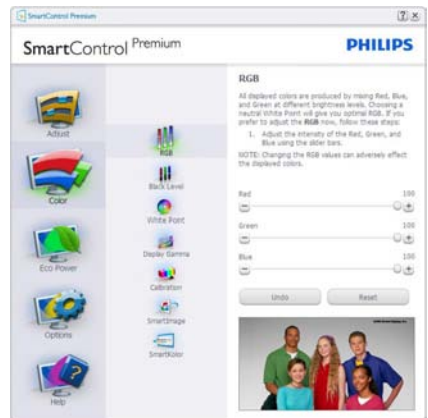 SmartControl Premium
SmartControl Premium
PHILIPS
Adjust
Color
Eco Power
Options
Help
RGB
Black Level
White Point
Display Gamma
Calibration
SmartImage
SmartKolor
RGB
All displayed colors are produced by mixing Red, Blue,
and Green at different brightness levels. Choosing a
neutral White Point will give you optimal RGB. If you
prefer to adjust the RGB now, follow these steps:
1. Adjust the intensity of the Red, Green, and
Blue using the slider bars.
NOTE: Changing the RGB values can adversely effect
the displayed colors.
Red 100
Green 100
Blue 100
Undo Reset